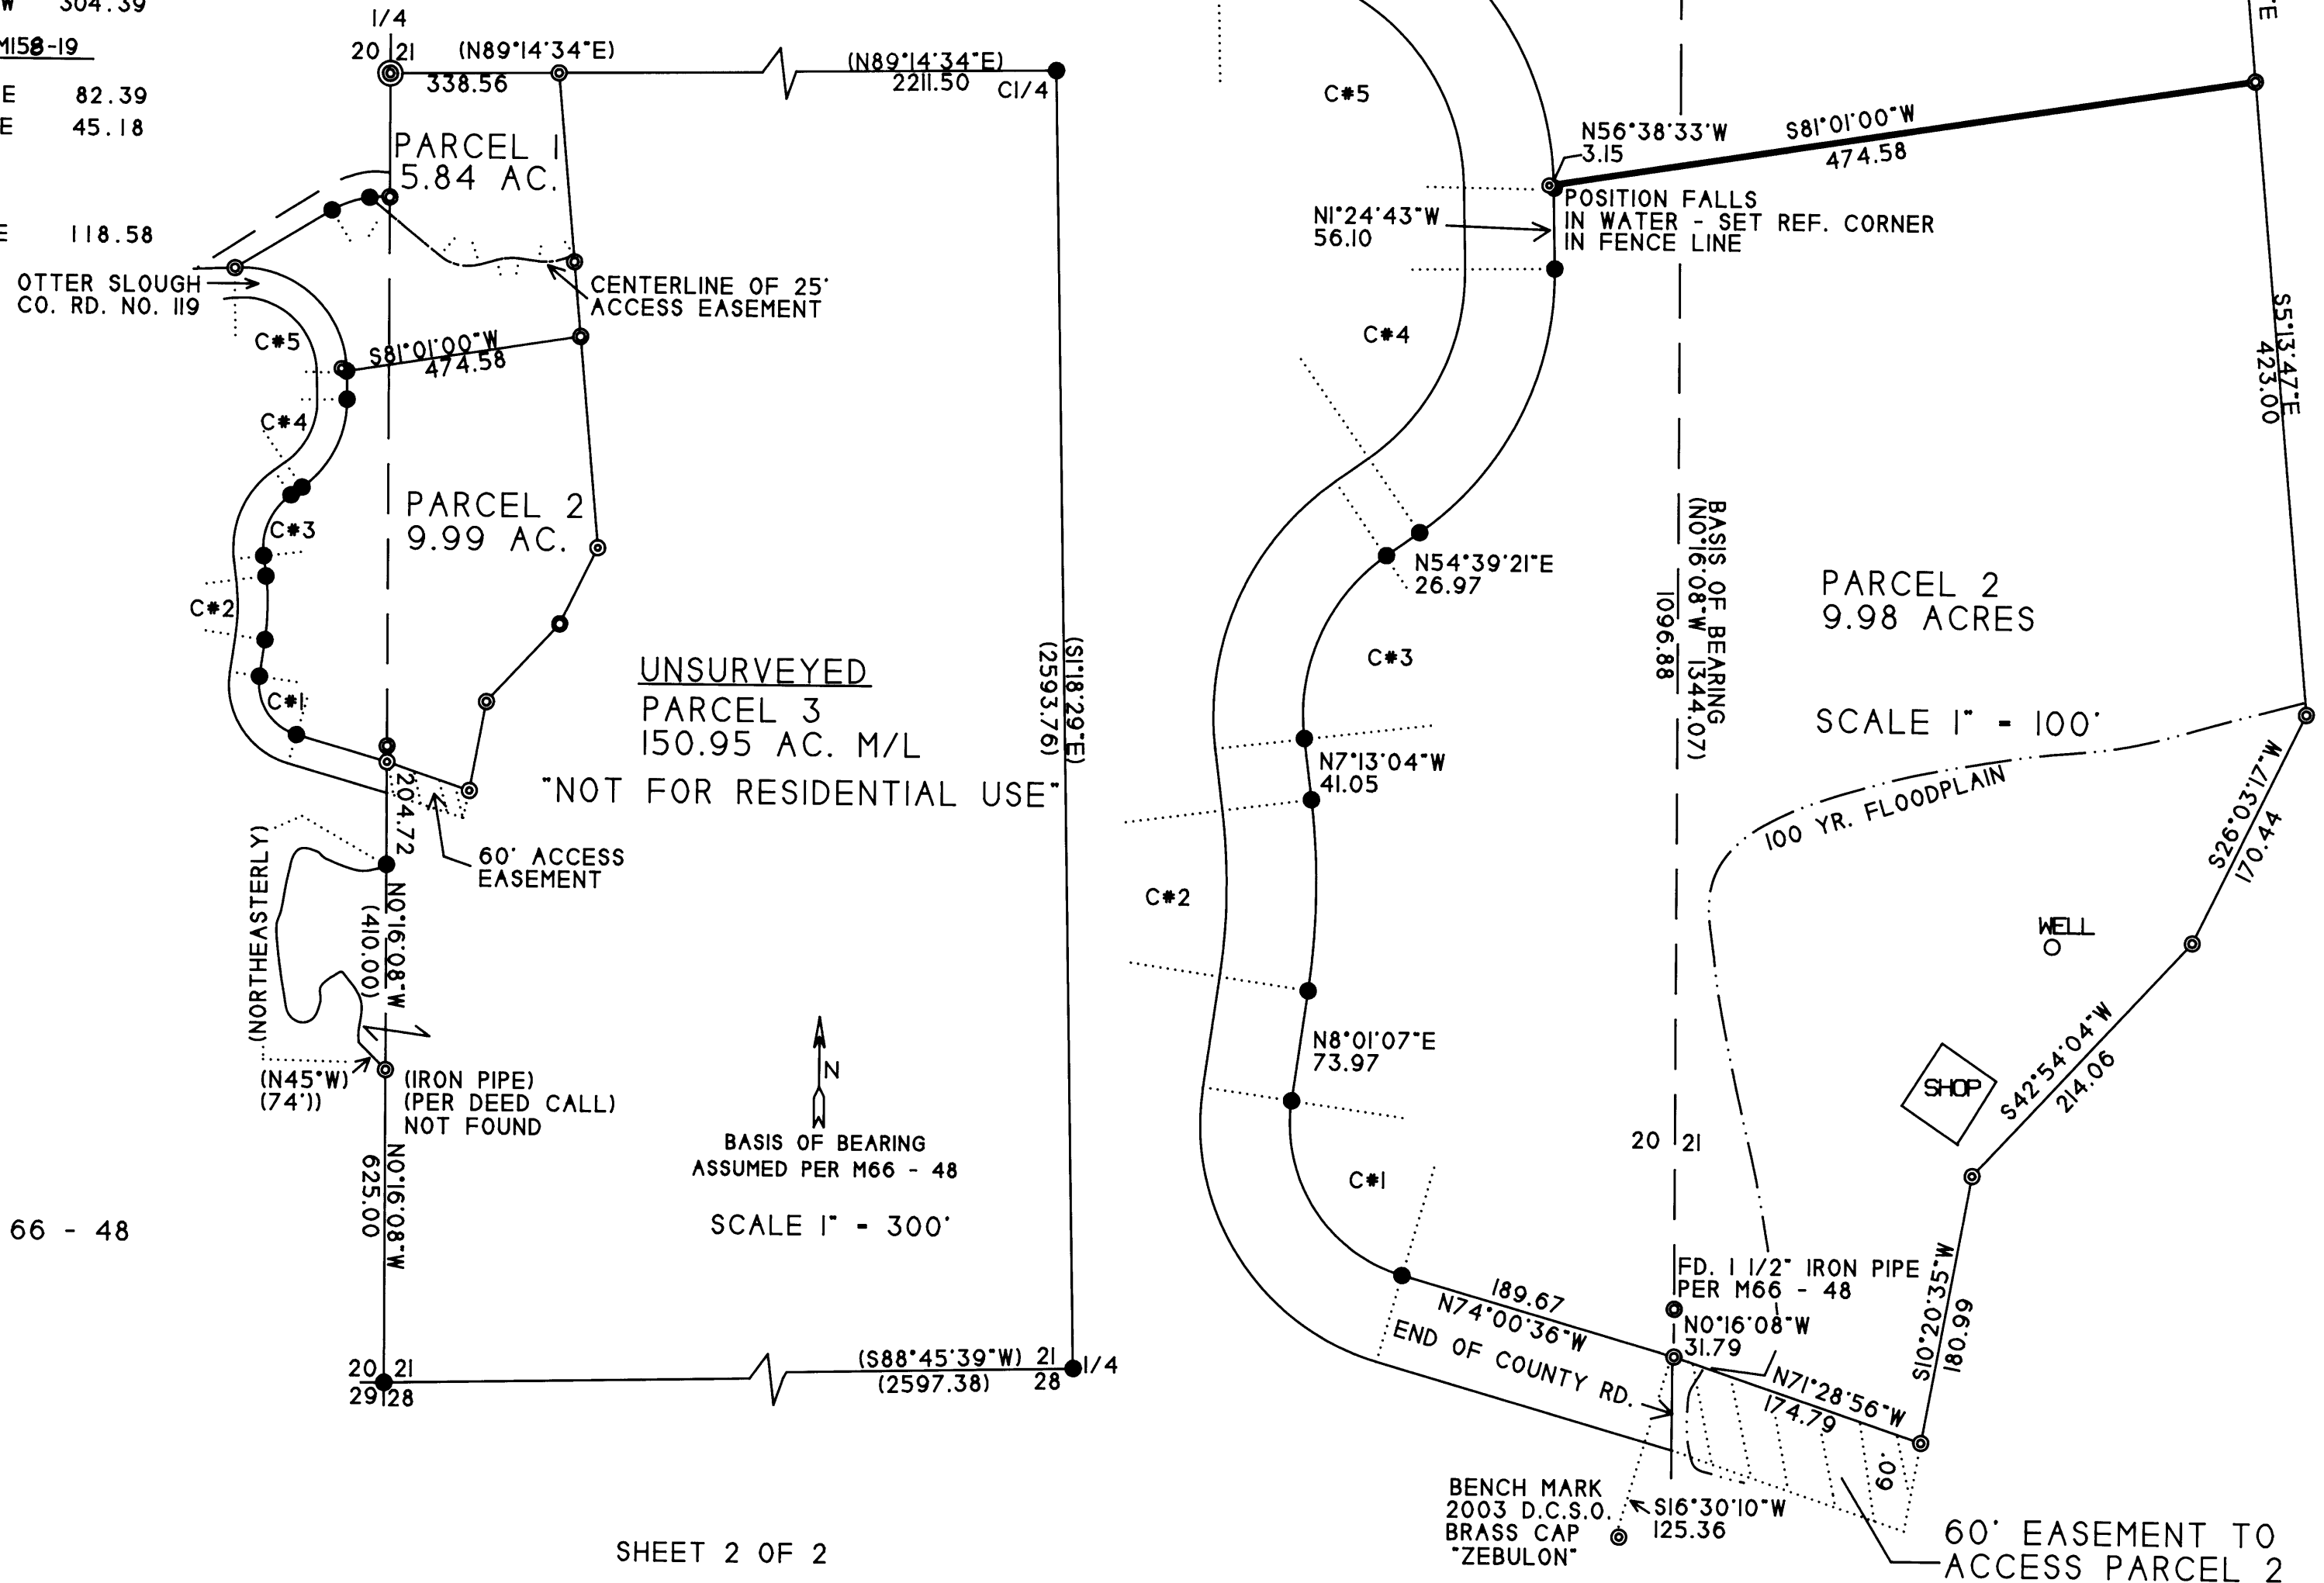 W 304.39
M158-19
E 82.39
E 45.18
E 118.58
66 - 48
1/4
20 21
(N89°14'34"E)
338.56
(N89°14'34"E)
2211.50
C1/4
PARCEL 1
5.84 AC.
OTTER SLOUGH
CO. RD. NO. 119
CENTERLINE OF 25'
ACCESS EASEMENT
C#5
S81°01'00"W
474.58
C#4
PARCEL 2
9.99 AC.
C#3
C#2
C#1
UNSURVEYED
PARCEL 3
150.95 AC. M/L
"NOT FOR RESIDENTIAL USE"
(S1°18'29"E)
(2593.76)
204.72
60' ACCESS
EASEMENT
(NORTHEASTERLY)
N0°16'08"W
(410.00)
(N45°W)
(74'))
(IRON PIPE)
(PER DEED CALL)
NOT FOUND
N
BASIS OF BEARING
ASSUMED PER M66 - 48
SCALE 1" - 300'
N0°16'08"W
625.00
20 21
29 28
(S88°45'39"W)
(2597.38)
21
28
1/4
SHEET 2 OF 2
E
C#5
N56°38'33"W
3.15
S81°01'00"W
474.58
POSITION FALLS
IN WATER - SET REF. CORNER
IN FENCE LINE
N1°24'43"W
56.10
C#4
S5°13'47"E
423.00
N54°39'21"E
26.97
BASIS OF BEARING
(N0°16'08"W 1344.07)
1096.88
PARCEL 2
9.98 ACRES
C#3
SCALE 1" - 100'
N7°13'04"W
41.05
100 YR. FLOODPLAIN
S26°03'17"W
170.44
C#2
WELL
N8°01'07"E
73.97
S42°54'04"W
214.06
SHOP
20 21
C#1
FD. 1 1/2" IRON PIPE
PER M66 - 48
189.67
N74°00'36"W
N0°16'08"W
31.79
S10°20'35"W
180.99
END OF COUNTY RD.
N71°28'56"W
174.79
60'
BENCH MARK
2003 D.C.S.O.
BRASS CAP
"ZEBULON"
S16°30'10"W
125.36
60' EASEMENT TO
ACCESS PARCEL 2